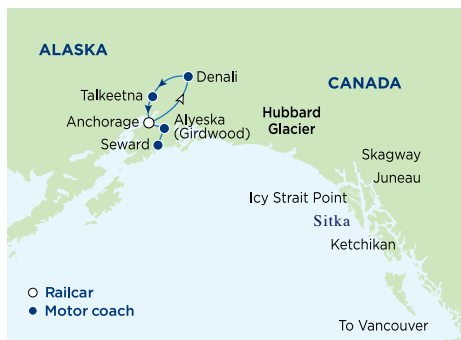 ALASKA
Denali
CANADA
Talkeetna
Hubbard
Glacier
Anchorage
Alyeska
(Girdwood)
Seward
Skagway
Juneau
Icy Strait Point
Sitka
Ketchikan
Railcar
Motor coach
To Vancouver